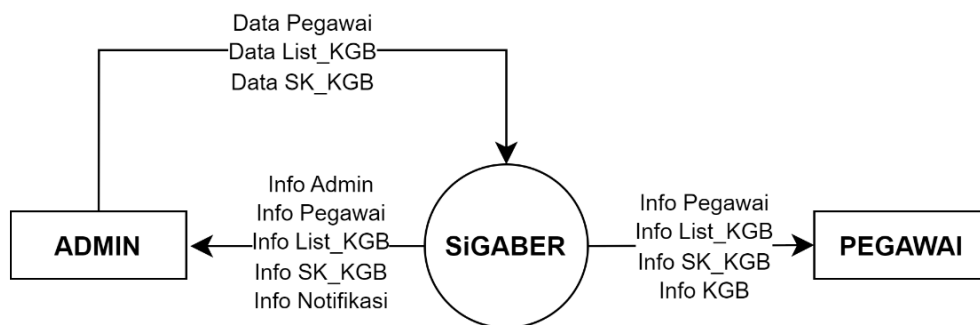 Data Pegawai
Data List_KGB
Data SK_KGB
Info Admin
Info Pegawai
Info List_KGB
Info SK_KGB
Info Notifikasi
ADMIN
SiGABER
Info Pegawai
Info List_KGB
Info SK_KGB
Info KGB
PEGAWAI